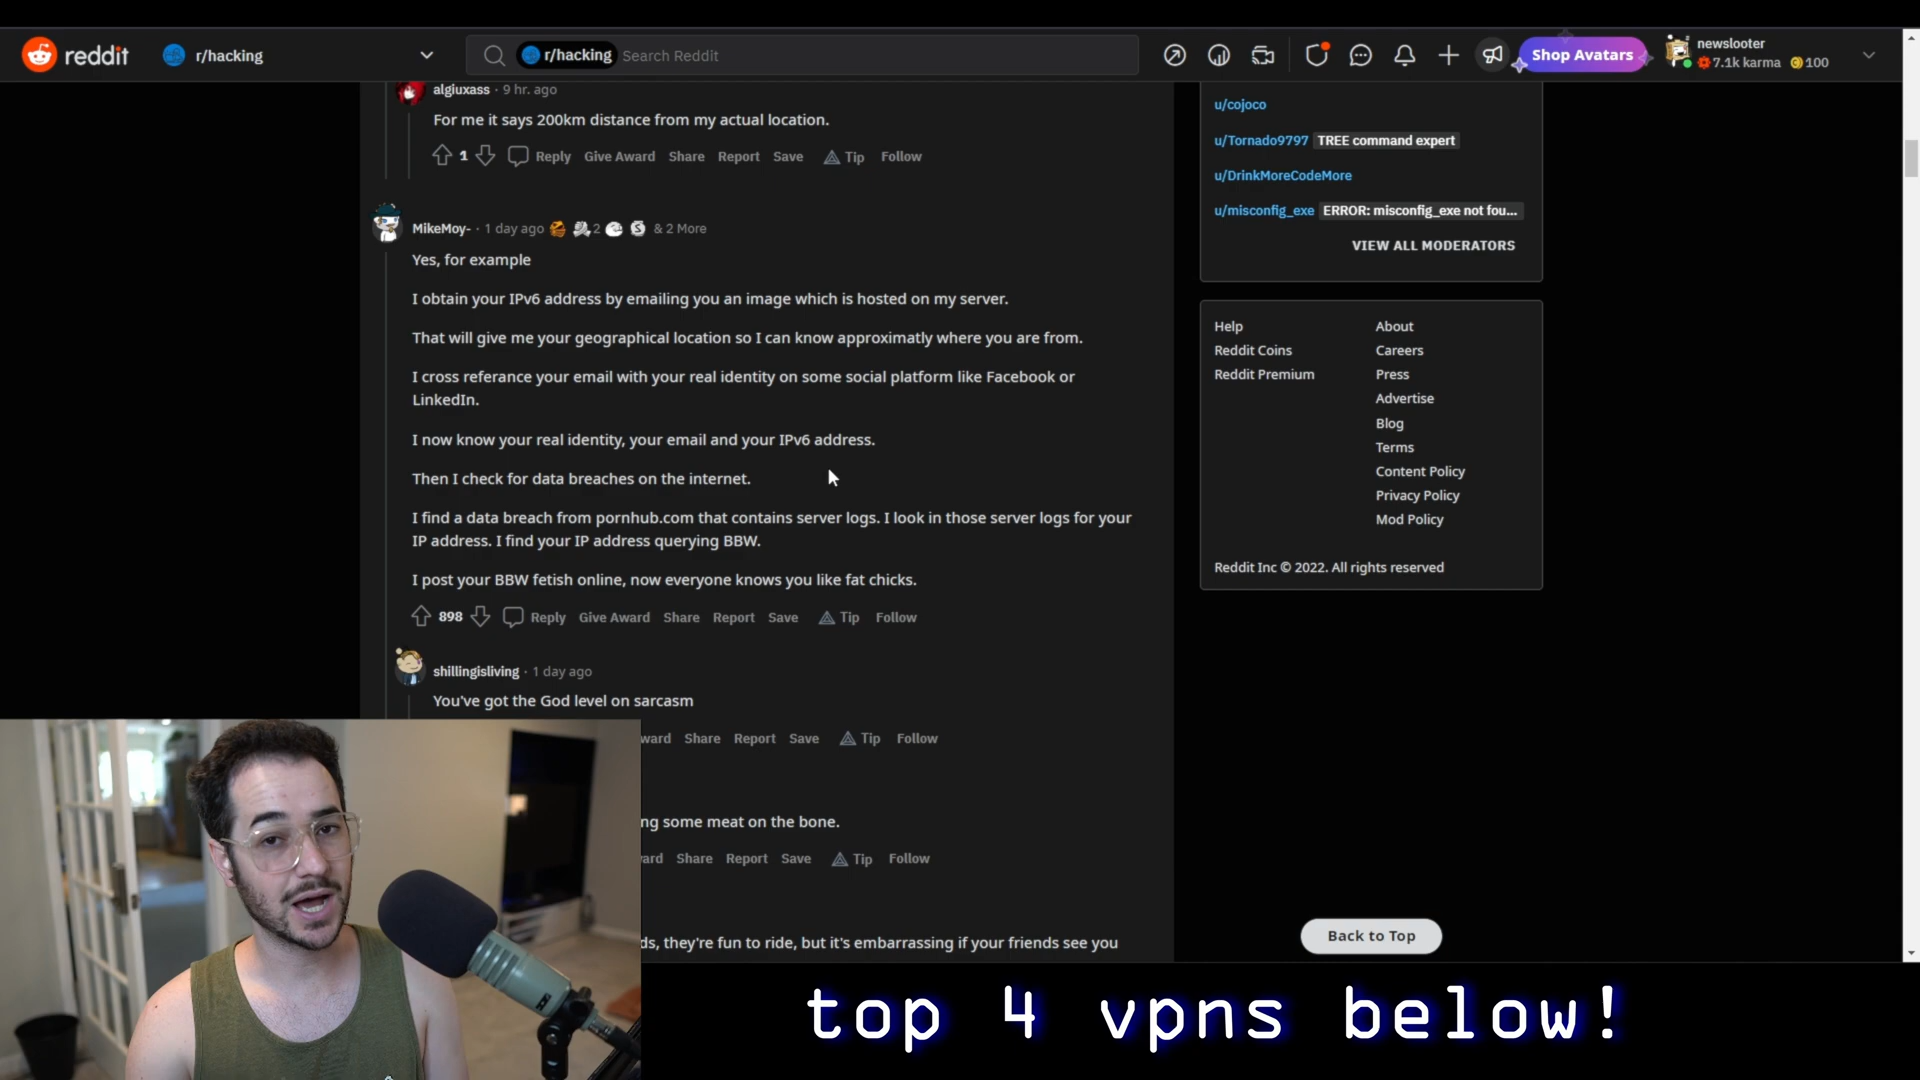 reddit
r/hacking
r/hacking Search Reddit
Shop Avatars
newslooter
7.1k karma 100
algiuxass · 9 hr. ago
For me it says 200km distance from my actual location.
1 Reply Give Award Share Report Save Tip Follow
MikeMoy- · 1 day ago 2 & 2 More
Yes, for example
I obtain your IPv6 address by emailing you an image which is hosted on my server.
That will give me your geographical location so I can know approximatly where you are from.
I cross referance your email with your real identity on some social platform like Facebook or
LinkedIn.
I now know your real identity, your email and your IPv6 address.
Then I check for data breaches on the internet.
I find a data breach from pornhub.com that contains server logs. I look in those server logs for your
IP address. I find your IP address querying BBW.
I post your BBW fetish online, now everyone knows you like fat chicks.
898 Reply Give Award Share Report Save Tip Follow
shillingisliving · 1 day ago
You've got the God level on sarcasm
ward Share Report Save Tip Follow
ng some meat on the bone.
ard Share Report Save Tip Follow
ds, they're fun to ride, but it's embarrassing if your friends see you
u/cojoco
u/Tornado9797 TREE command expert
u/DrinkMoreCodeMore
u/misconfig_exe ERROR: misconfig_exe not fou...
VIEW ALL MODERATORS
Help
Reddit Coins
Reddit Premium
About
Careers
Press
Advertise
Blog
Terms
Content Policy
Privacy Policy
Mod Policy
Reddit Inc © 2022. All rights reserved
Back to Top
top 4 vpns below!